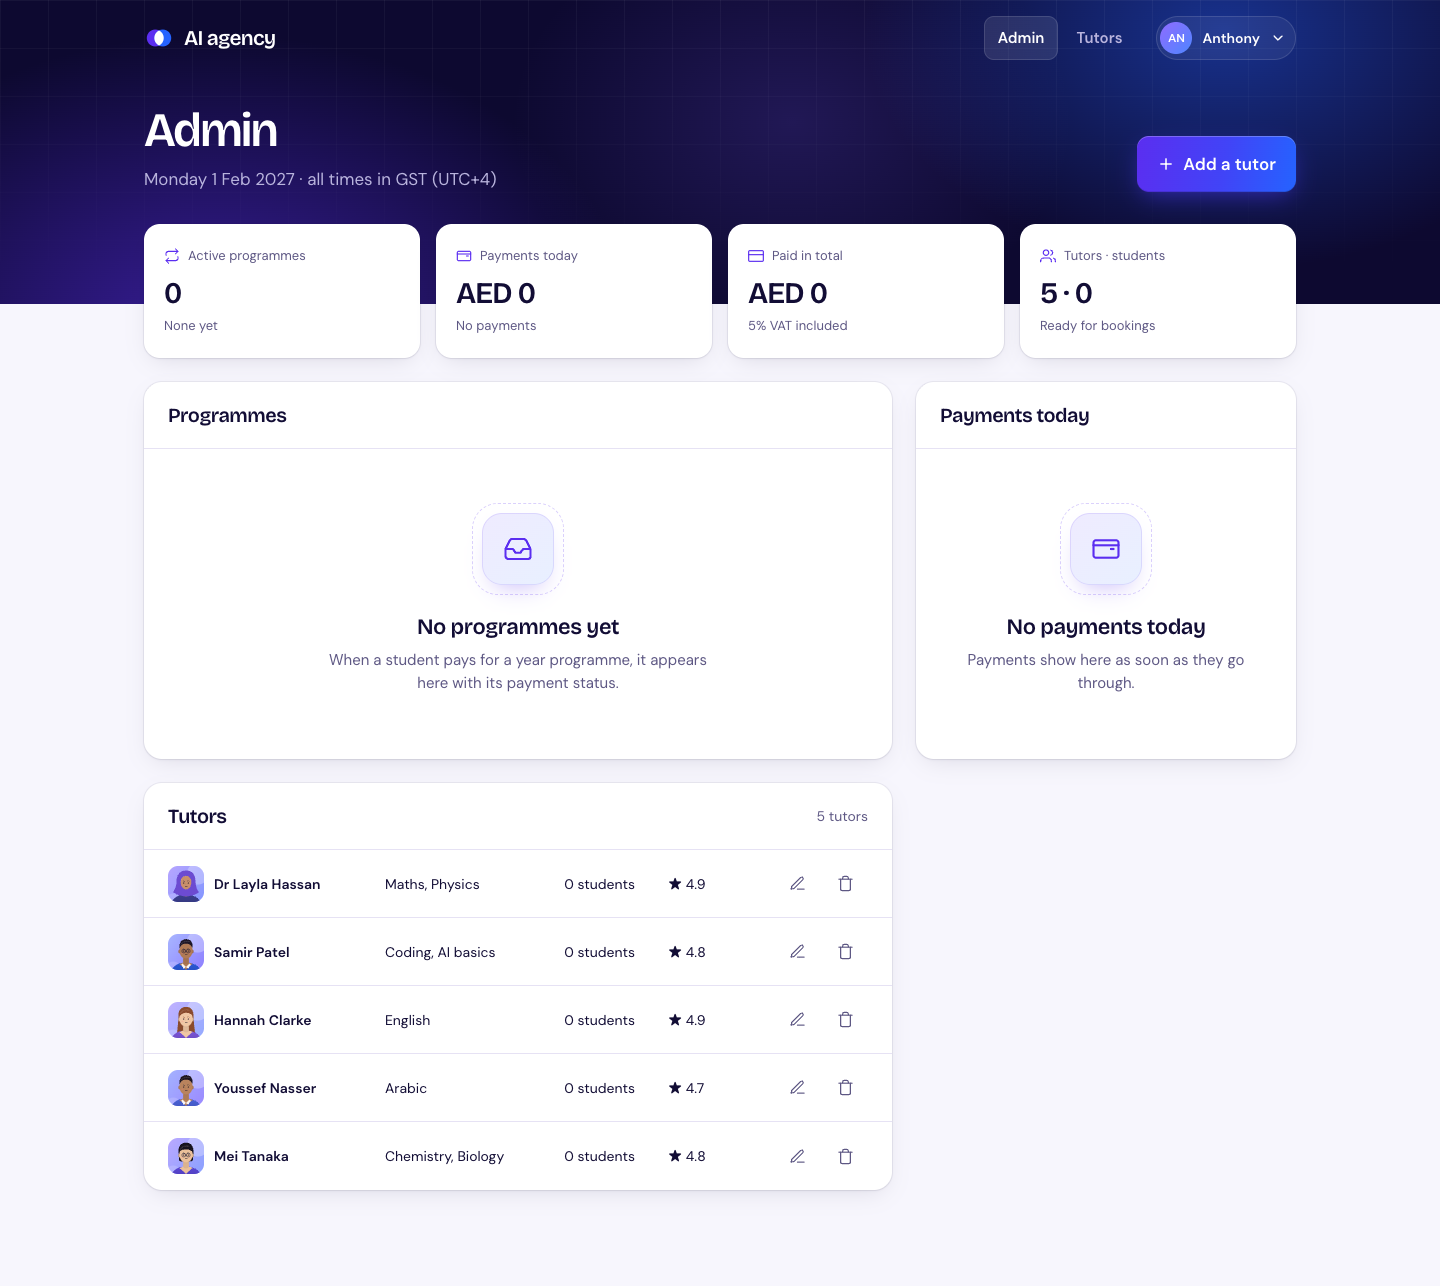 AI agency
Admin
Tutors
AN
Anthony
Admin
Monday 1 Feb 2027 · all times in GST (UTC+4)
+ Add a tutor
Active programmes
0
None yet
Payments today
AED 0
No payments
Paid in total
AED 0
5% VAT included
Tutors · students
5 · 0
Ready for bookings
Programmes
No programmes yet
When a student pays for a year programme, it appears
here with its payment status.
Payments today
No payments today
Payments show here as soon as they go
through.
Tutors
5 tutors
Dr Layla Hassan Maths, Physics 0 students ★ 4.9
Samir Patel Coding, AI basics 0 students ★ 4.8
Hannah Clarke English 0 students ★ 4.9
Youssef Nasser Arabic 0 students ★ 4.7
Mei Tanaka Chemistry, Biology 0 students ★ 4.8